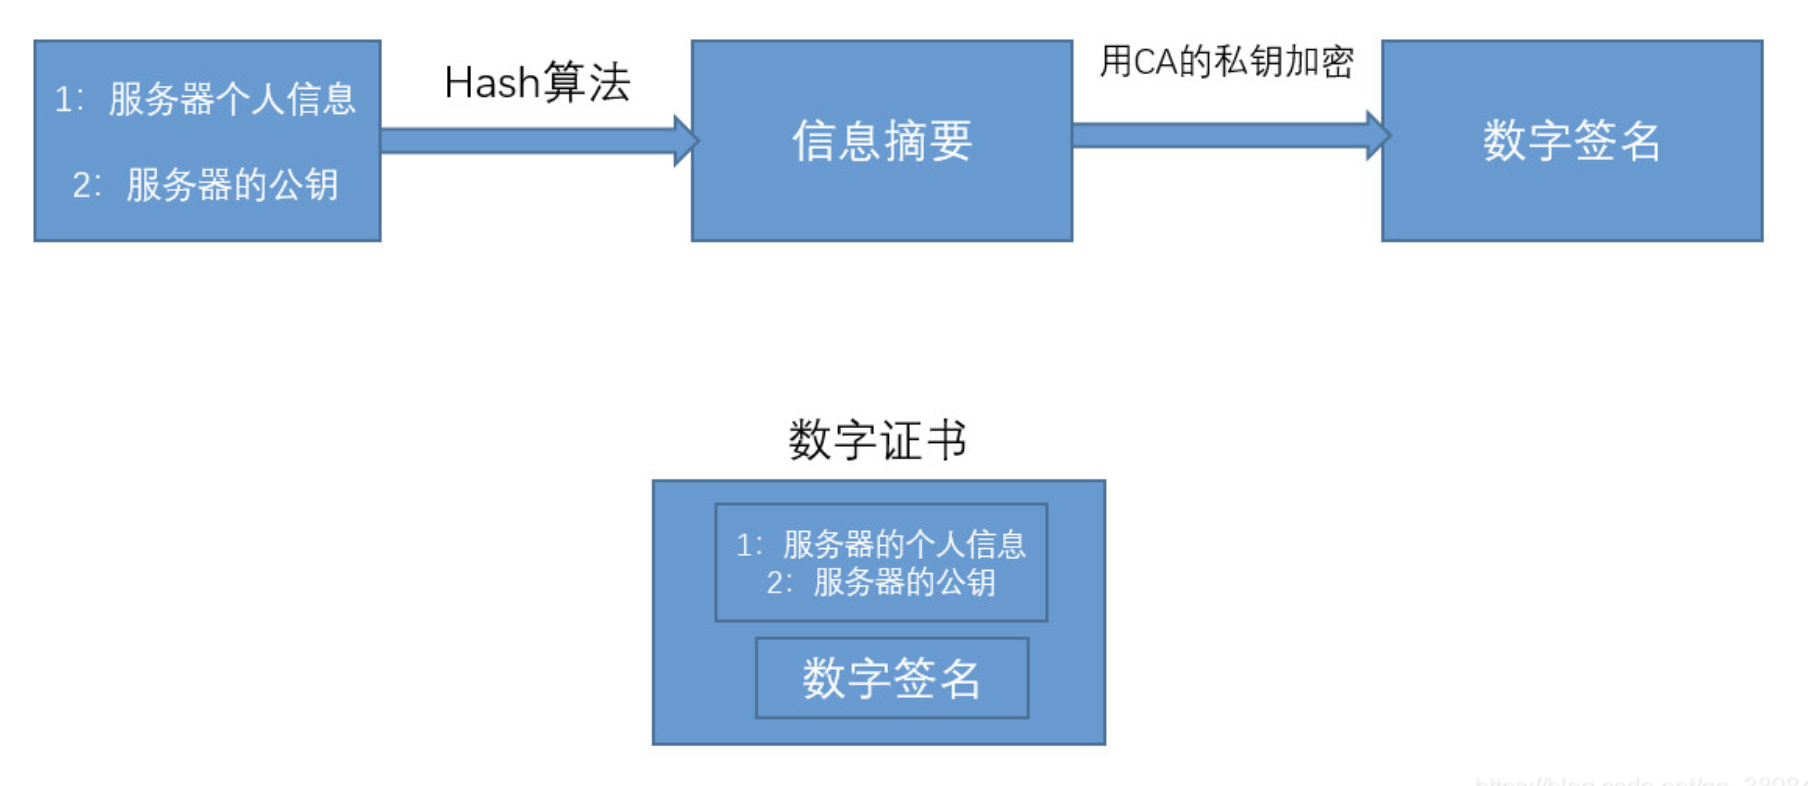 1：服务器个人信息
2：服务器的公钥
Hash算法
信息摘要
用CA的私钥加密
数字签名
数字证书
1：服务器的个人信息
2：服务器的公钥
数字签名